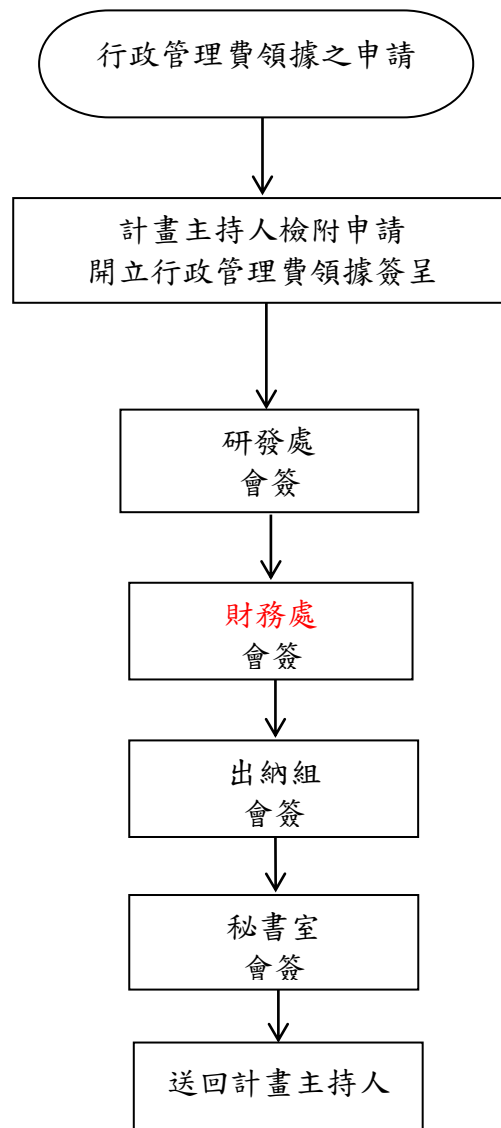 行政管理費領據之申請
計畫主持人檢附申請
開立行政管理費領據簽呈
研發處
會簽
財務處
會簽
出納組
會簽
秘書室
會簽
送回計畫主持人